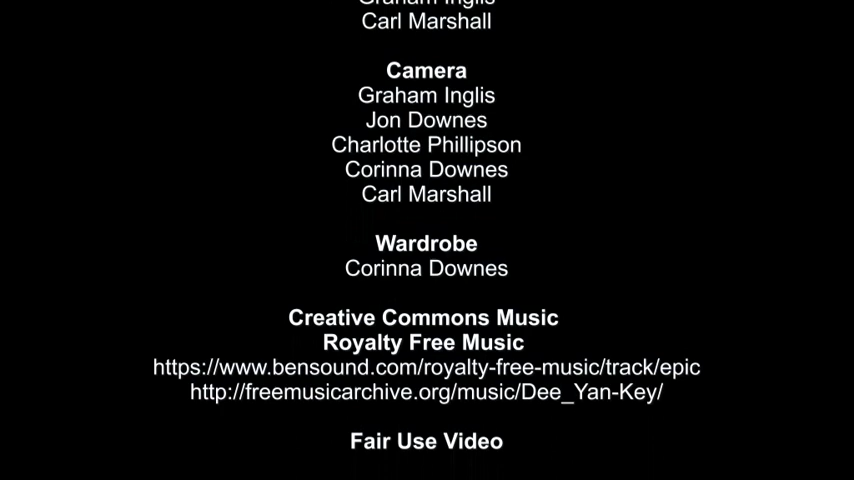 Graham Inglis
Carl Marshall
Camera
Graham Inglis
Jon Downes
Charlotte Phillipson
Corinna Downes
Carl Marshall
Wardrobe
Corinna Downes
Creative Commons Music
Royalty Free Music
https://www.bensound.com/royalty-free-music/track/epic
http://freemusicarchive.org/music/Dee_Yan-Key/
Fair Use Video